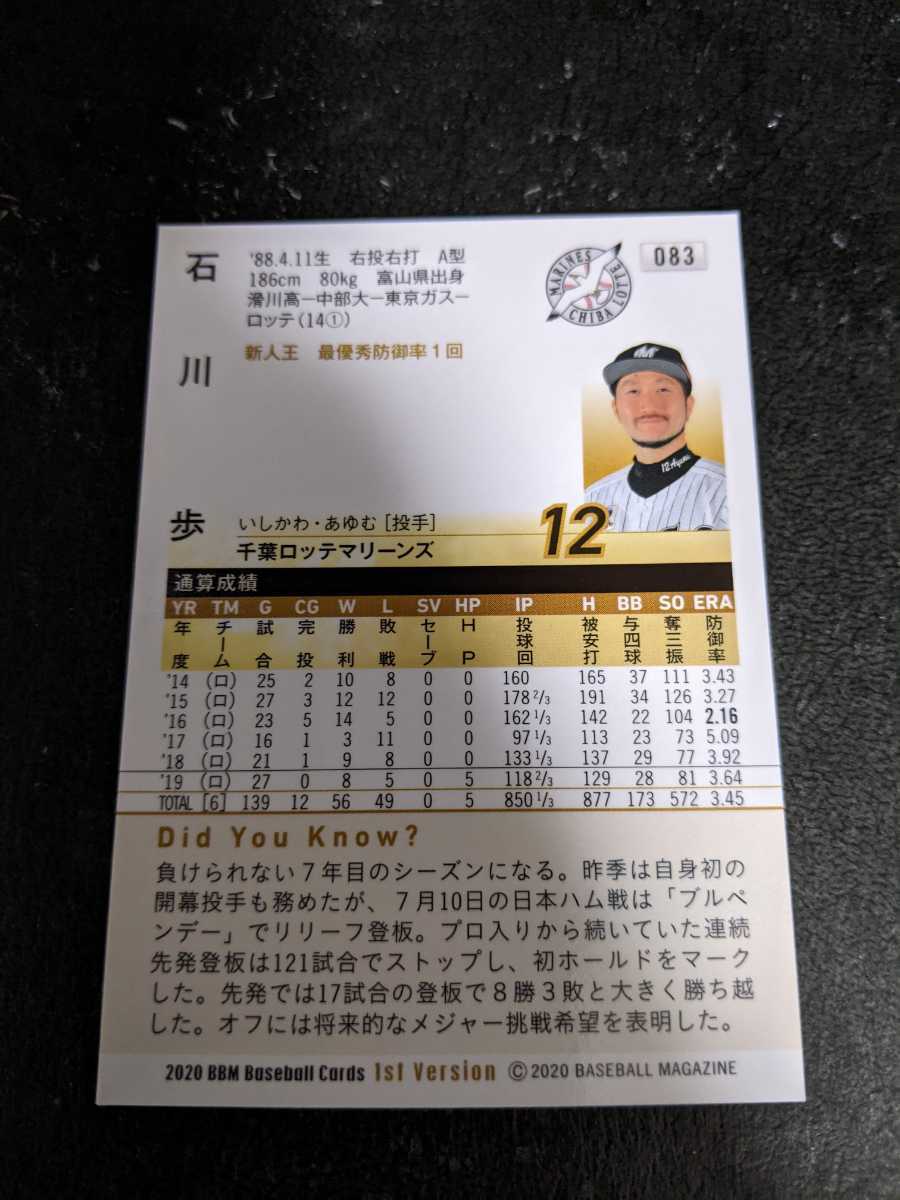 石川 歩
'88.4.11生 右投右打 A型
186cm 80kg 富山県出身
滑川高ー中部大ー東京ガスー
ロッテ(14①)
新人王 最優秀防御率1回
MARINES
CHIBA LOTTE
083
M
12 Ayumu
いしかわ・あゆむ[投手]
千葉ロッテマリーンズ
12
通算成績
YR TM G CG W L SV HP IP H BB SO ERA
年度 チーム 試合 完投 勝利 敗戦 セーブ HP 投球回 被安打 与四球 奪三振 防御率
'14 (ロ) 25 2 10 8 0 0 160 165 37 111 3.43
'15 (ロ) 27 3 12 12 0 0 178 2/3 191 34 126 3.27
'16 (ロ) 23 5 14 5 0 0 162 1/3 142 22 104 2.16
'17 (ロ) 16 1 3 11 0 0 97 1/3 113 23 73 5.09
'18 (ロ) 21 1 9 8 0 0 133 1/3 137 29 77 3.92
'19 (ロ) 27 0 8 5 0 5 118 2/3 129 28 81 3.64
TOTAL [6] 139 12 56 49 0 5 850 1/3 877 173 572 3.45
Did You Know?
負けられない7年目のシーズンになる。昨季は自身初の
開幕投手も務めたが、7月10日の日本ハム戦は「ブルペ
ンデー」でリリーフ登板。プロ入りから続いていた連続
先発登板は121試合でストップし、初ホールドをマーク
した。先発では17試合の登板で8勝3敗と大きく勝ち越
した。オフには将来的なメジャー挑戦希望を表明した。
2020 BBM Baseball Cards 1st Version ©2020 BASEBALL MAGAZINE